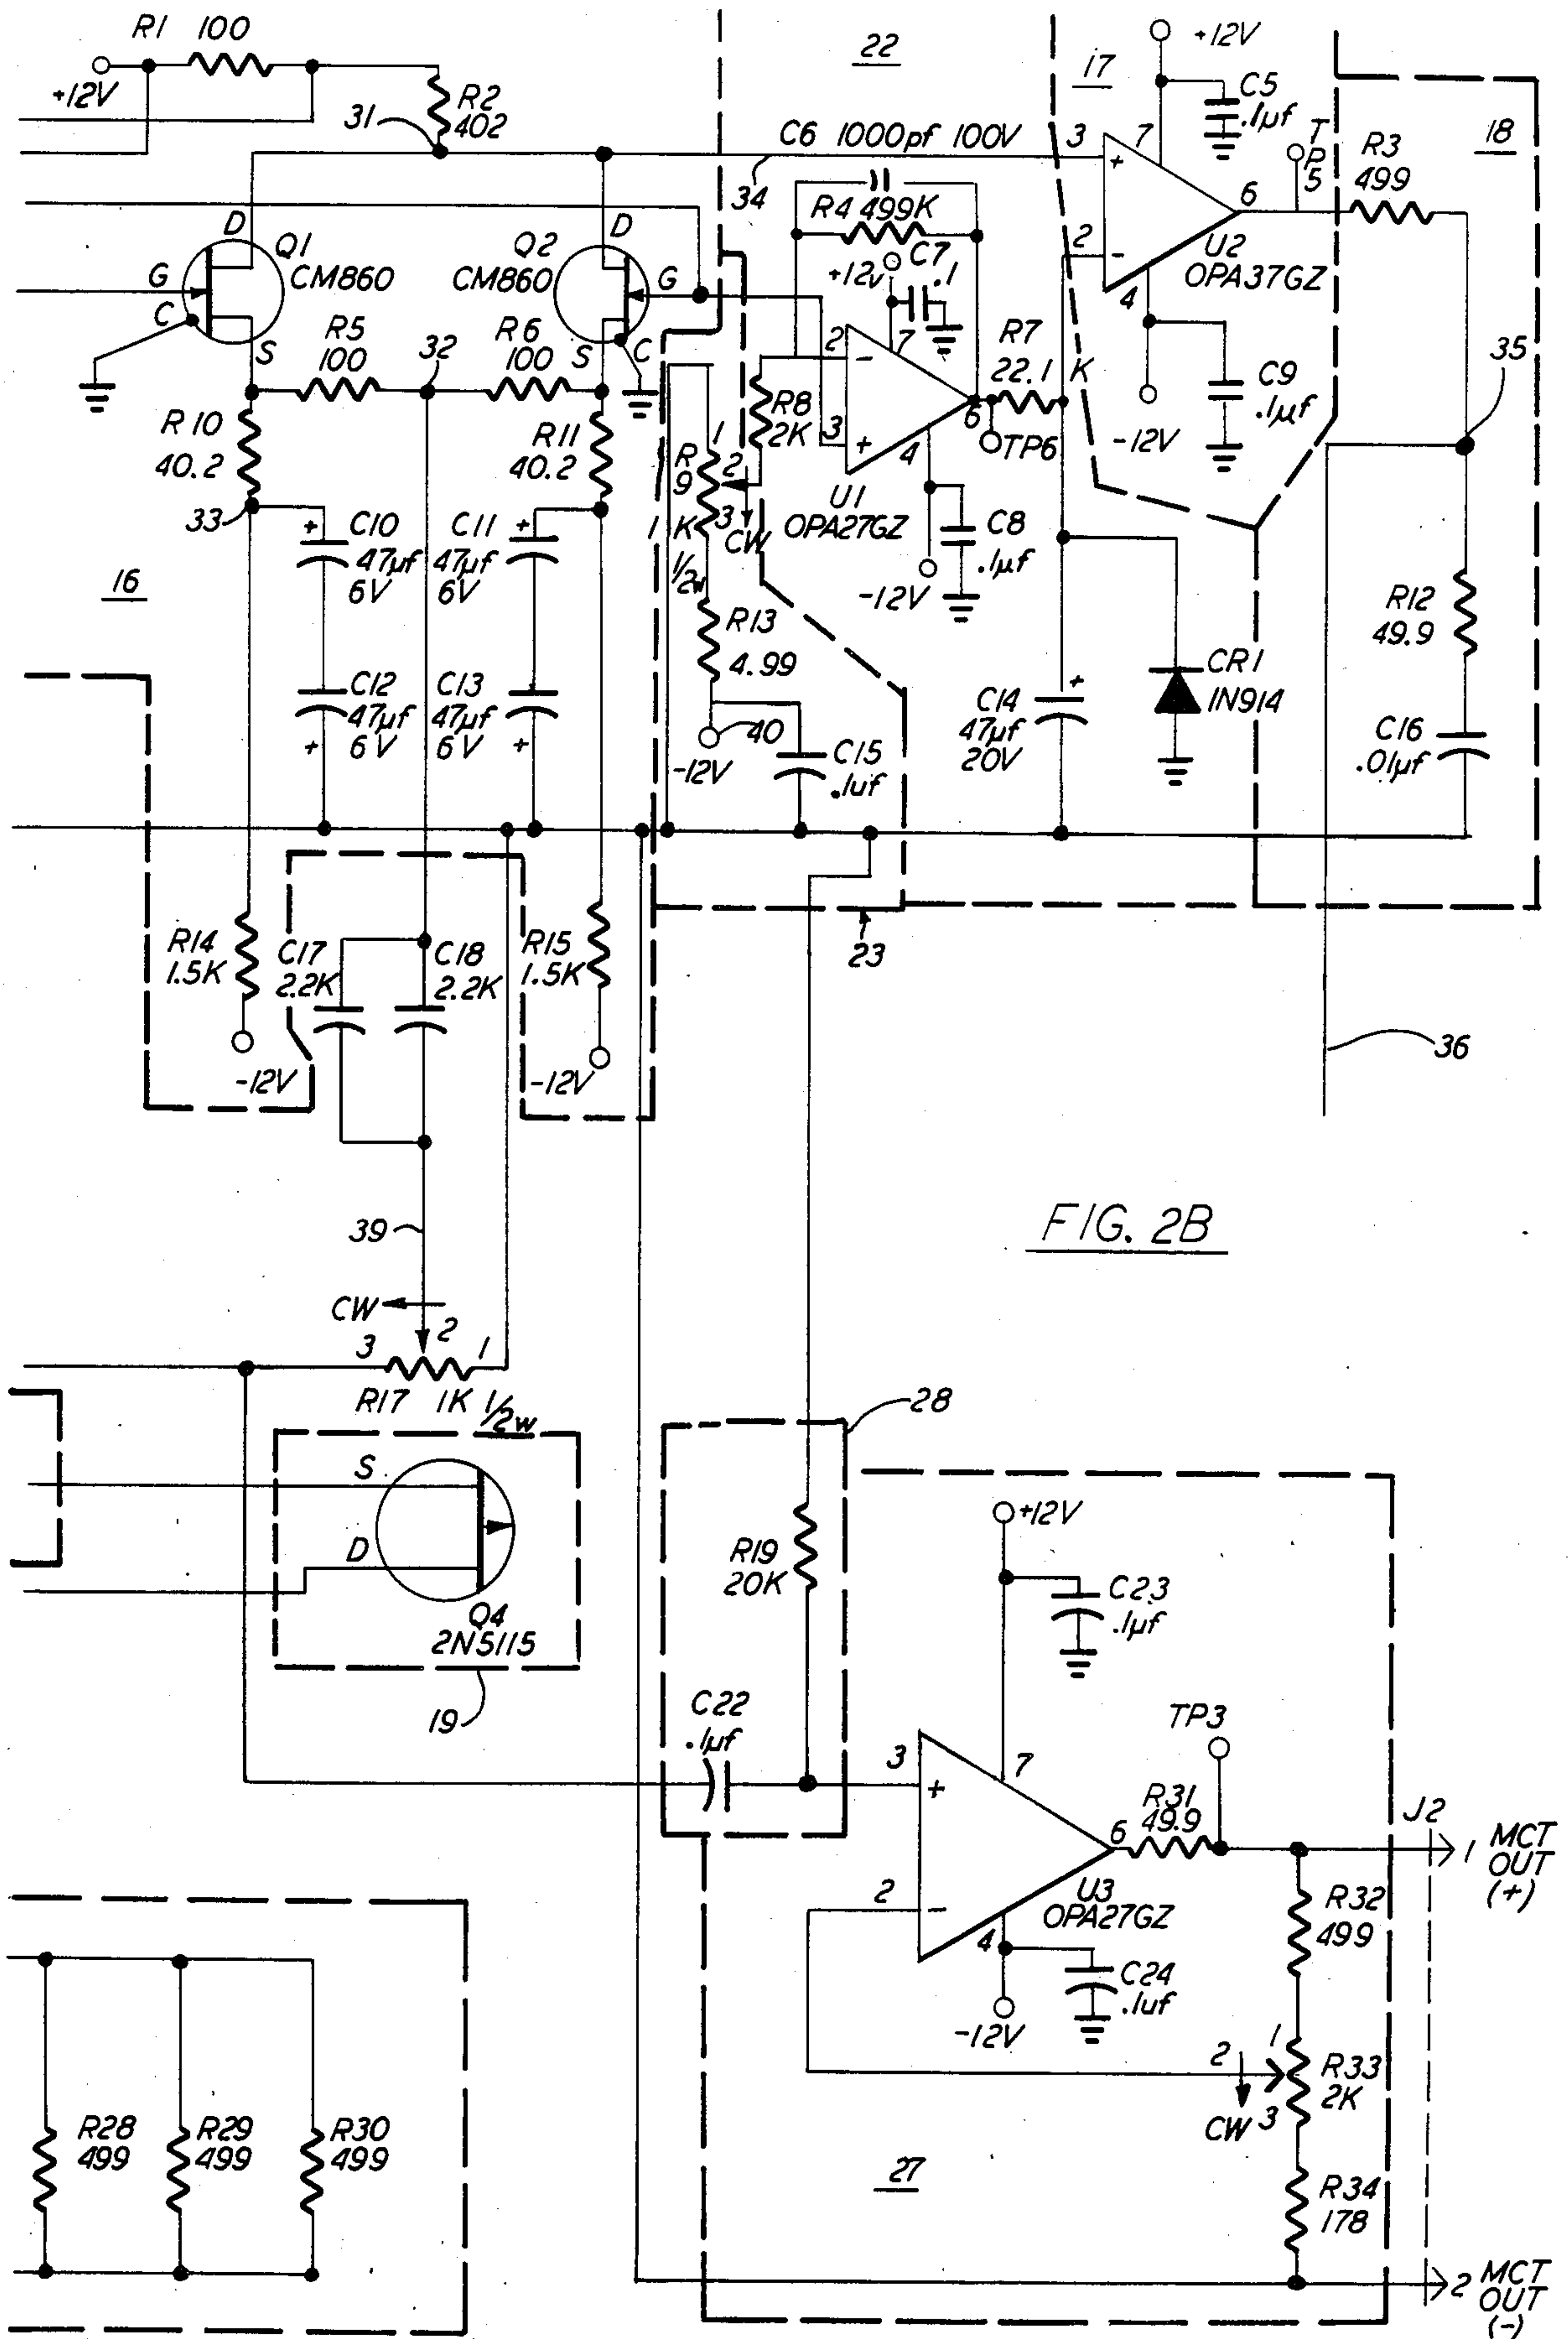 R1 100
+12V
R2
402
31
22
17
+12V
C5
.1µf
18
C6 1000pf 100V
3
7
+
T
P
5
R3
499
34
6
R4 499K
D
Q1
CM860
G
C
S
D
Q2
CM860
G
S
C
+12V
C7
.1
2
-
U2
OPA37GZ
4
R5
100
32
R6
100
2
-
7
R7
22.1 K
C9
.1µf
-12V
35
R10
40.2
R11
40.2
R
9
1
2
3
1
K
1/2w
CW
R8
2K
3
+
4
6
TP6
U1
OPA27GZ
C8
.1µf
-12V
33
C10
47µf
6V
+
C11
47µf
6V
+
16
R13
4.99
R12
49.9
CR1
1N914
C12
47µf
6V
+
C13
47µf
6V
+
40
-12V
C15
.1uf
C14
47µf
20V
+
C16
.01µf
R14
1.5K
C17
2.2K
C18
2.2K
R15
1.5K
23
-12V
-12V
36
39
FIG. 2B
CW
3
2
1
R17 1K 1/2w
28
S
D
Q4
2N5115
19
R19
20K
+12V
C23
.1µf
C22
.1µf
TP3
3
+
7
R31
49.9
6
J2
1 MCT
OUT
(+)
2
-
U3
OPA27GZ
4
R32
499
C24
.1uf
-12V
2
1
R33
2K
CW 3
R28
499
R29
499
R30
499
27
R34
178
2 MCT
OUT
(-)